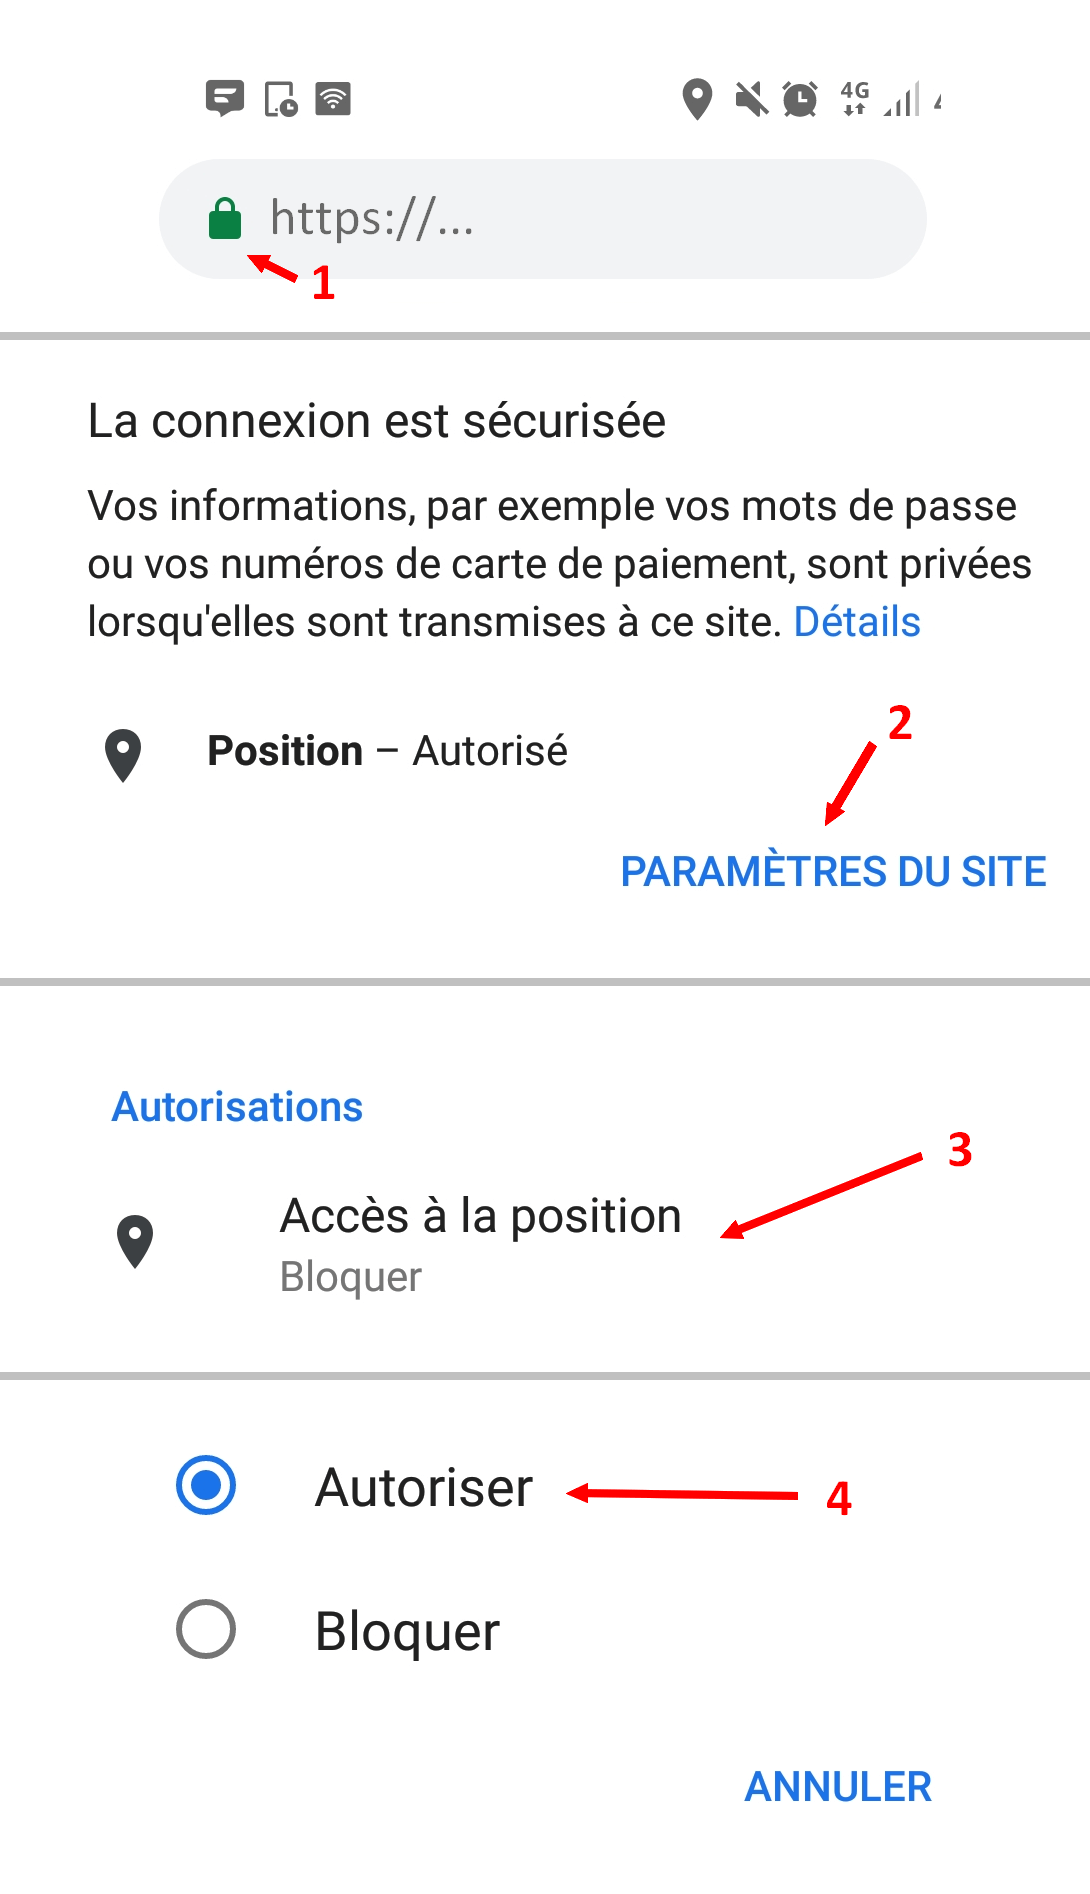 4G
https://...
1
La connexion est sécurisée
Vos informations, par exemple vos mots de passe
ou vos numéros de carte de paiement, sont privées
lorsqu'elles sont transmises à ce site. Détails
2
Position – Autorisé
PARAMÈTRES DU SITE
Autorisations
3
Accès à la position
Bloquer
Autoriser
4
Bloquer
ANNULER